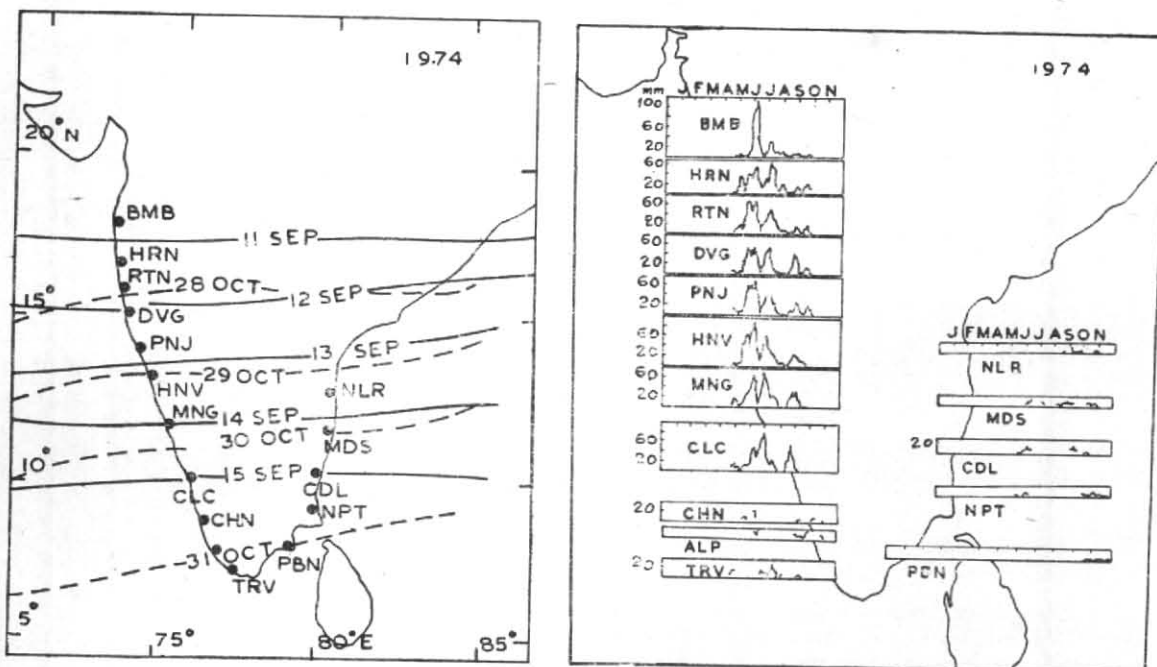 19.74
20° N
BMB
11 SEP
HRN
RTN
28 OCT
12 SEP
15°
DVG
PNJ
13 SEP
HNV
29 OCT
NLR
14 SEP
MNG
30 OCT
MDS
10°
15 SEP
CLC
CDL
CHN
NPT
31 OCT
PBN
TRV
5°
75°
80° E
85°
1974
mm J F M A M J J A S O N
100
60
20
BMB
60
20
HRN
60
20
RTN
60
20
DVG
60
20
PNJ
60
20
HNV
60
20
MNG
60
20
CLC
20
CHN
ALP
20
TRV
J F M A M J J A S O N
NLR
MDS
20
CDL
NPT
PBN